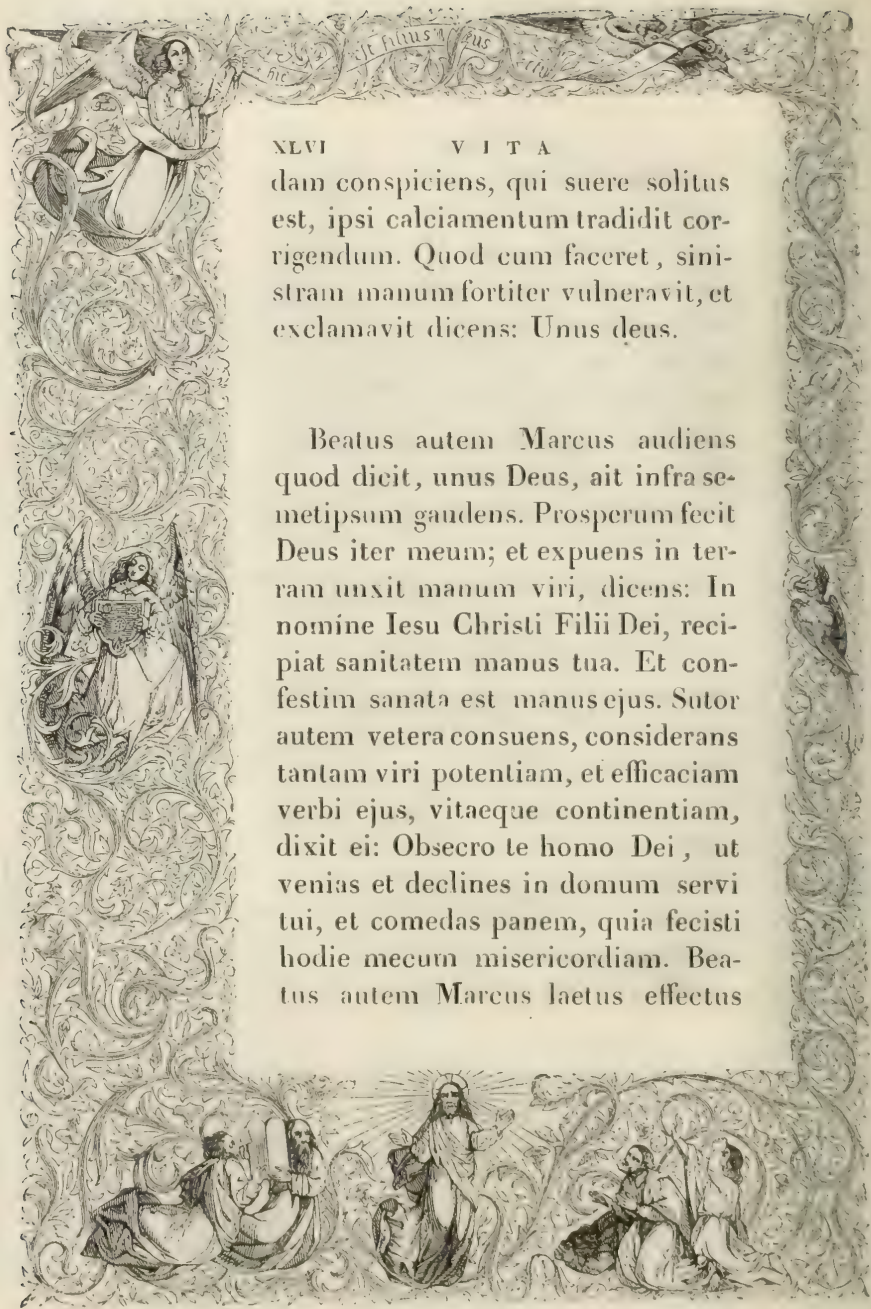 hic est filius meus
XLVI VITA
dam conspiciens, qui suere solitus
est, ipsi calciamentum tradidit cor-
rigendum. Quod cum faceret, sini-
stram manum fortiter vulneravit, et
exclamavit dicens: Unus deus.
Beatus autem Marcus audiens
quod dicit, unus Deus, ait infra se-
metipsum gaudens. Prosperum fecit
Deus iter meum; et expuens in ter-
ram unxit manum viri, dicens: In
nomine Iesu Christi Filii Dei, reci-
piat sanitatem manus tua. Et con-
festim sanata est manus ejus. Sutor
autem vetera consuens, considerans
tantam viri potentiam, et efficaciam
verbi ejus, vitaeque continentiam,
dixit ei: Obsecro te homo Dei, ut
venias et declines in domum servi
tui, et comedas panem, quia fecisti
hodie mecum misericordiam. Bea-
tus autem Marcus laetus effectus